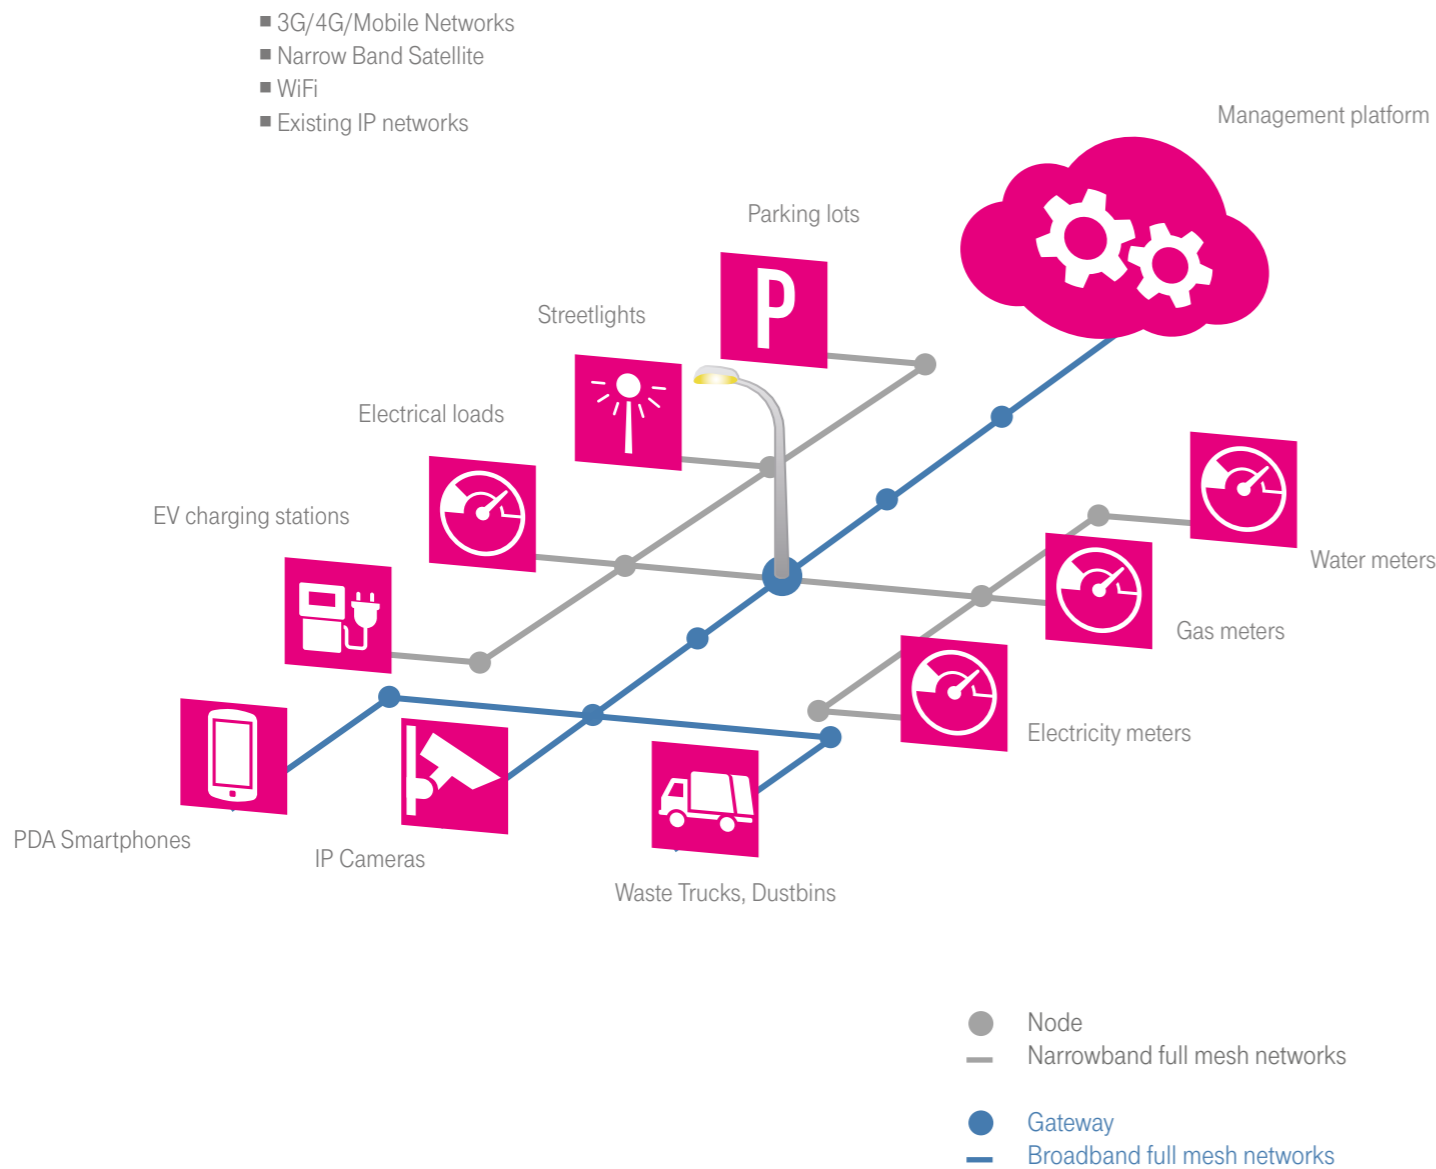 ■ 3G/4G/Mobile Networks
■ Narrow Band Satellite
■ WiFi
■ Existing IP networks
Management platform
Parking lots
P
Streetlights
Electrical loads
EV charging stations
Water meters
Gas meters
Electricity meters
PDA Smartphones
IP Cameras
Waste Trucks, Dustbins
Node
Narrowband full mesh networks
Gateway
Broadband full mesh networks